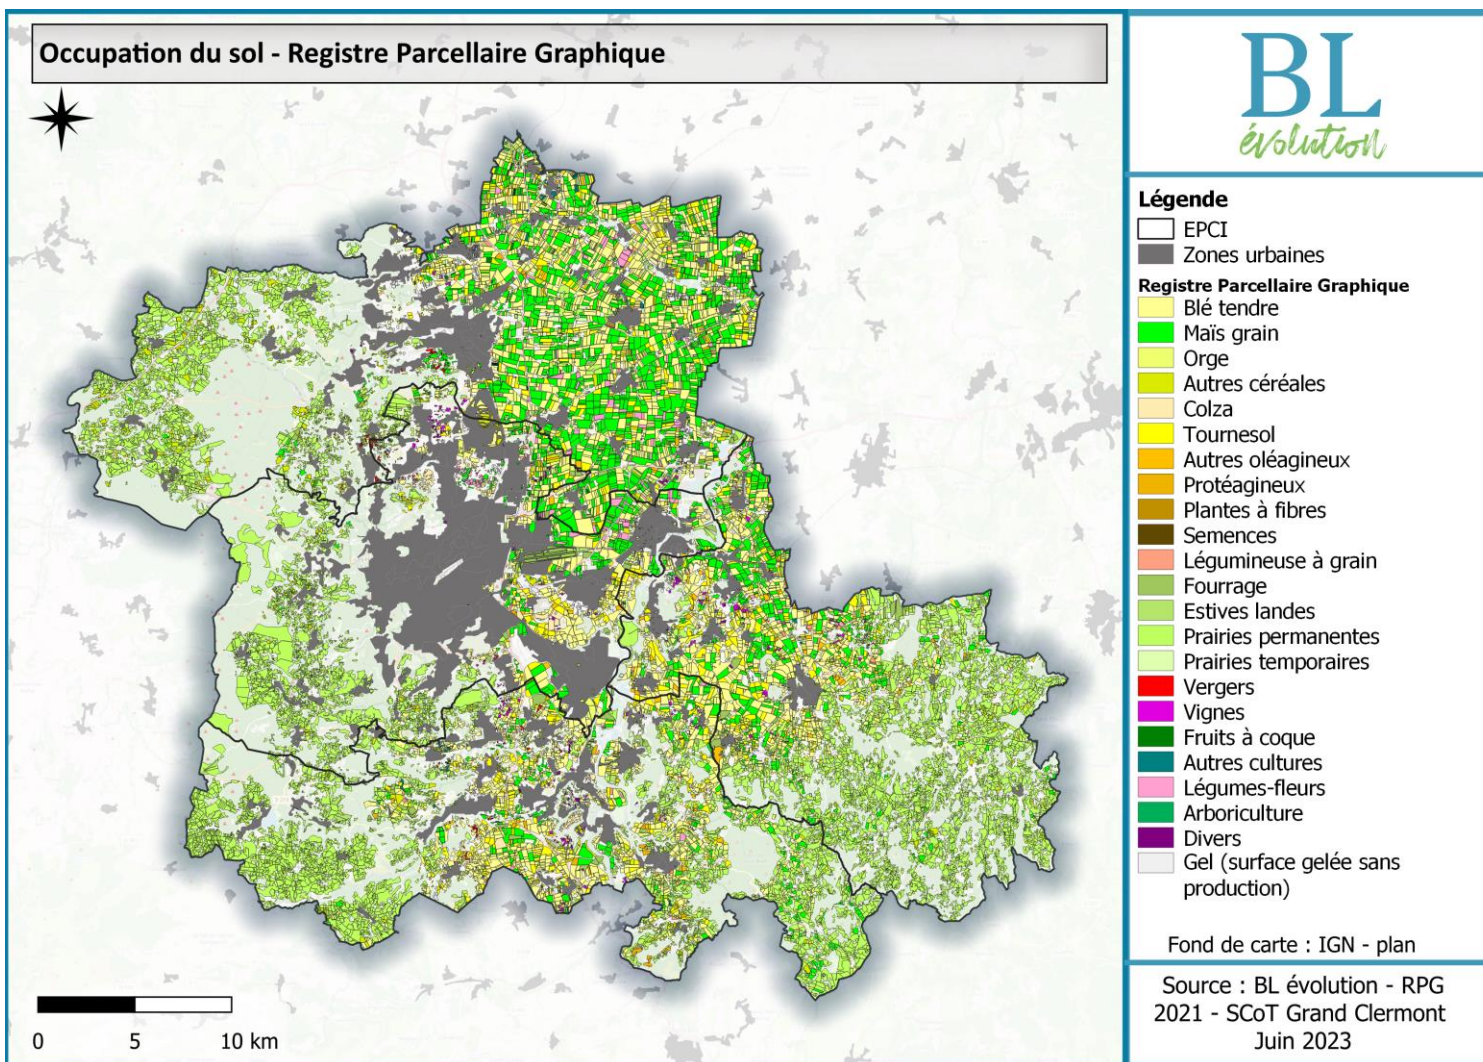 Occupation du sol - Registre Parcellaire Graphique
BL
évolution
Légende
EPCI
Zones urbaines
Registre Parcellaire Graphique
Blé tendre
Maïs grain
Orge
Autres céréales
Colza
Tournesol
Autres oléagineux
Protéagineux
Plantes à fibres
Semences
Légumineuse à grain
Fourrage
Estives landes
Prairies permanentes
Prairies temporaires
Vergers
Vignes
Fruits à coque
Autres cultures
Légumes-fleurs
Arboriculture
Divers
Gel (surface gelée sans
production)
Fond de carte : IGN - plan
Source : BL évolution - RPG
2021 - SCoT Grand Clermont
Juin 2023
0 5 10 km